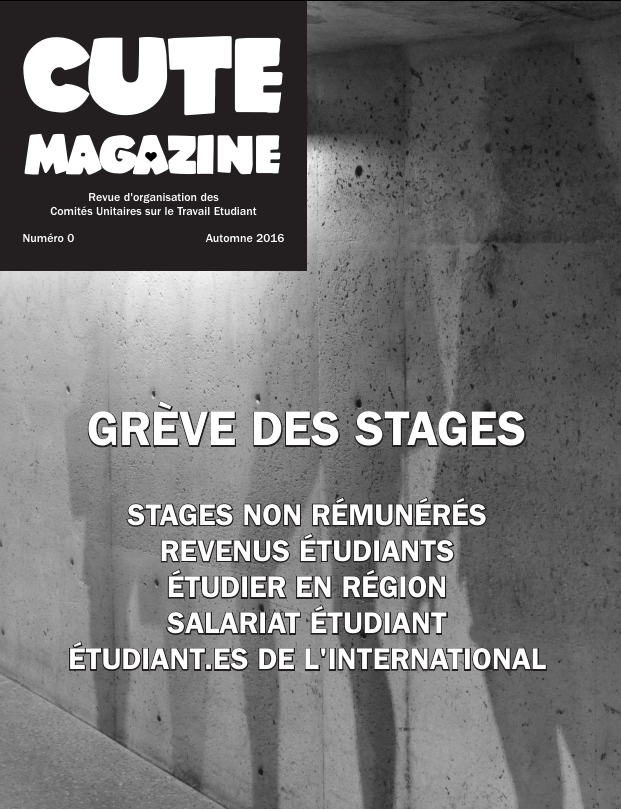 CUTE
MAGAZINE
Revue d'organisation des
Comités Unitaires sur le Travail Etudiant
Numéro 0 Automne 2016
GRÈVE DES STAGES
STAGES NON RÉMUNÉRÉS
REVENUS ÉTUDIANTS
ÉTUDIER EN RÉGION
SALARIAT ÉTUDIANT
ÉTUDIANT.ES DE L'INTERNATIONAL